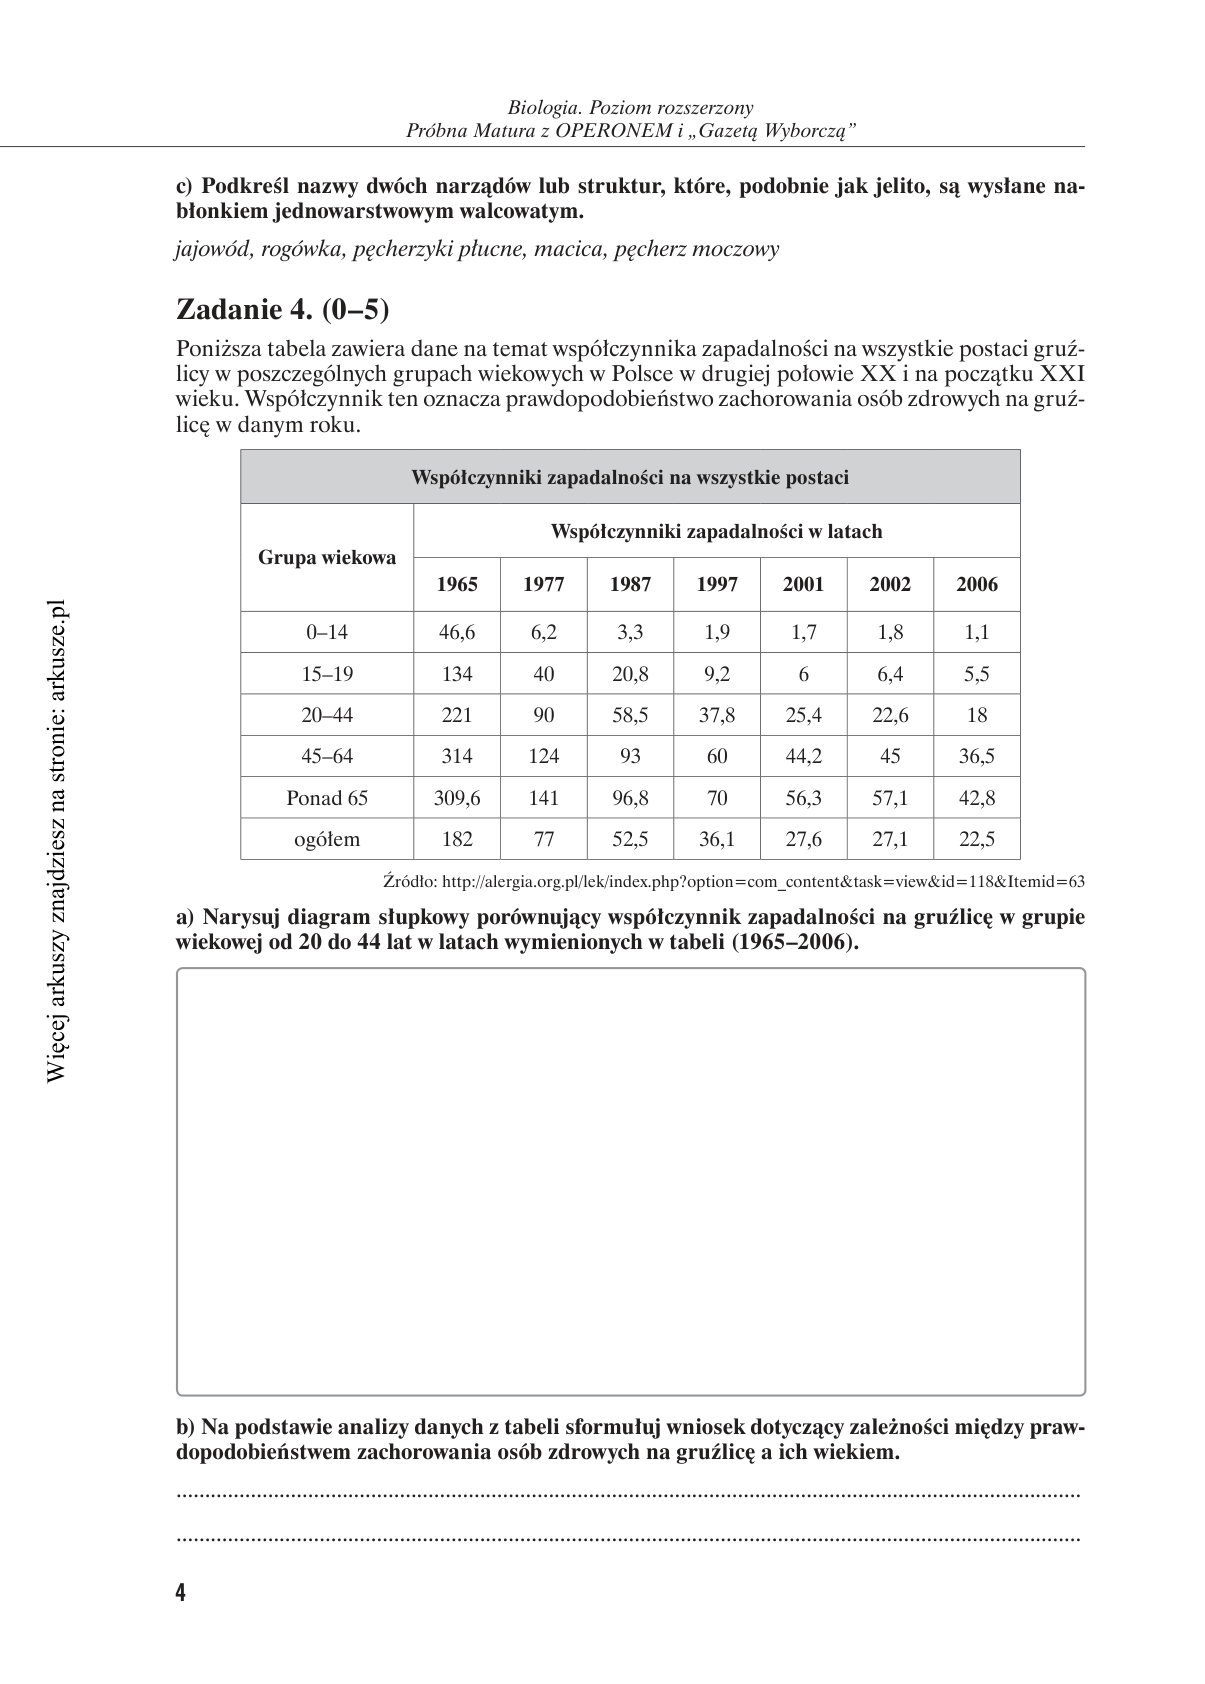 Biologia. Poziom rozszerzony
Próbna Matura z OPERONEM i „Gazetą Wyborczą”
c) Podkreśl nazwy dwóch narządów lub struktur, które, podobnie jak jelito, są wysłane na-
błonkiem jednowarstwowym walcowatym.
jajowód, rogówka, pęcherzyki płucne, macica, pęcherz moczowy
Zadanie 4. (0–5)
Poniższa tabela zawiera dane na temat współczynnika zapadalności na wszystkie postaci gruź-
licy w poszczególnych grupach wiekowych w Polsce w drugiej połowie XX i na początku XXI
wieku. Współczynnik ten oznacza prawdopodobieństwo zachorowania osób zdrowych na gruź-
licę w danym roku.
Współczynniki zapadalności na wszystkie postaci
Grupa wiekowa
Współczynniki zapadalności w latach
1965 1977 1987 1997 2001 2002 2006
0–14 46,6 6,2 3,3 1,9 1,7 1,8 1,1
15–19 134 40 20,8 9,2 6 6,4 5,5
20–44 221 90 58,5 37,8 25,4 22,6 18
45–64 314 124 93 60 44,2 45 36,5
Ponad 65 309,6 141 96,8 70 56,3 57,1 42,8
ogółem 182 77 52,5 36,1 27,6 27,1 22,5
Źródło: http://alergia.org.pl/lek/index.php?option=com_content&task=view&id=118&Itemid=63
a) Narysuj diagram słupkowy porównujący współczynnik zapadalności na gruźlicę w grupie
wiekowej od 20 do 44 lat w latach wymienionych w tabeli (1965–2006).
b) Na podstawie analizy danych z tabeli sformułuj wniosek dotyczący zależności między praw-
dopodobieństwem zachorowania osób zdrowych na gruźlicę a ich wiekiem.
4
Więcej arkuszy znajdziesz na stronie: arkusze.pl